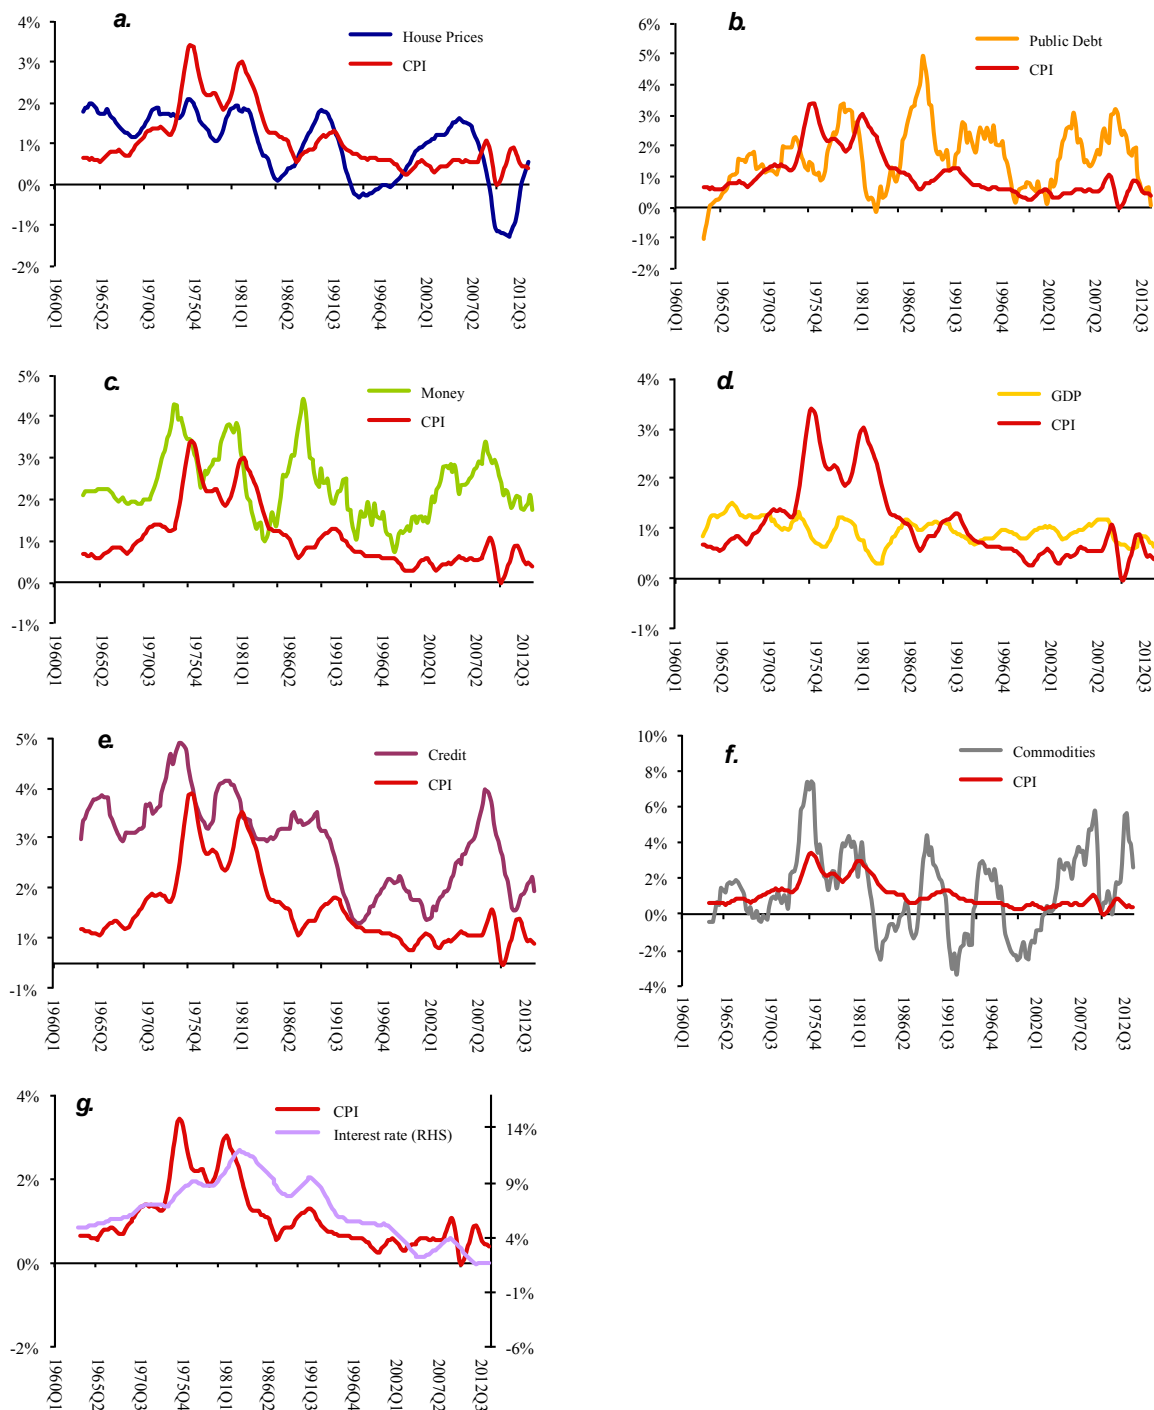 a.
House Prices
CPI
4%
3%
2%
1%
0%
-1%
-2%
1960Q1
1965Q2
1970Q3
1975Q4
1981Q1
1986Q2
1991Q3
1996Q4
2002Q1
2007Q2
2012Q3
b.
Public Debt
CPI
6%
5%
4%
3%
2%
1%
0%
-1%
-2%
1960Q1
1965Q2
1970Q3
1975Q4
1981Q1
1986Q2
1991Q3
1996Q4
2002Q1
2007Q2
2012Q3
c.
Money
CPI
5%
4%
3%
2%
1%
0%
-1%
1960Q1
1965Q2
1970Q3
1975Q4
1981Q1
1986Q2
1991Q3
1996Q4
2002Q1
2007Q2
2012Q3
d.
GDP
CPI
4%
3%
2%
1%
0%
-1%
1960Q1
1965Q2
1970Q3
1975Q4
1981Q1
1986Q2
1991Q3
1996Q4
2002Q1
2007Q2
2012Q3
e.
Credit
CPI
5%
4%
3%
2%
1%
-1%
1960Q1
1965Q2
1970Q3
1975Q4
1981Q1
1986Q2
1991Q3
1996Q4
2002Q1
2007Q2
2012Q3
f.
Commodities
CPI
10%
8%
6%
4%
2%
0%
-2%
-4%
1960Q1
1965Q2
1970Q3
1975Q4
1981Q1
1986Q2
1991Q3
1996Q4
2002Q1
2007Q2
2012Q3
g.
CPI
Interest rate (RHS)
4%
2%
0%
-2%
14%
9%
4%
-1%
-6%
1960Q1
1965Q2
1970Q3
1975Q4
1981Q1
1986Q2
1991Q3
1996Q4
2002Q1
2007Q2
2012Q3